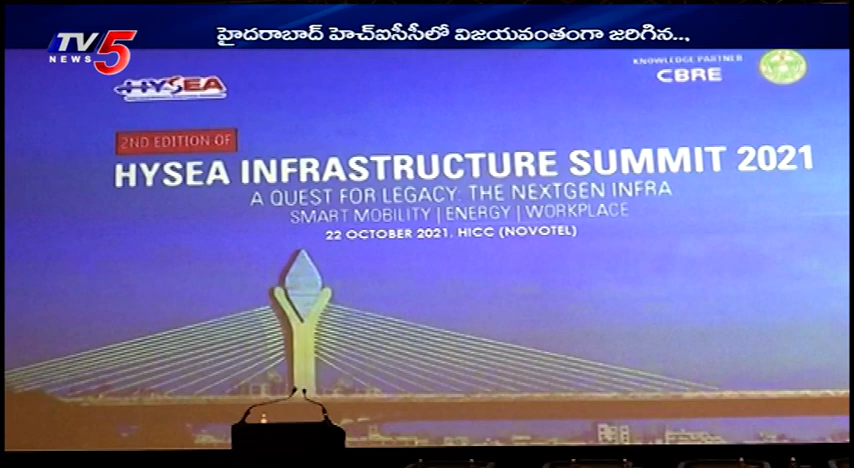 హైదరాబాద్ హెచ్ఐసీసీలో విజయవంతంగా జరిగిన...
TV5
NEWS
HYSEA
KNOWLEDGE PARTNER
CBRE
2ND EDITION OF
HYSEA INFRASTRUCTURE SUMMIT 2021
A QUEST FOR LEGACY: THE NEXTGEN INFRA
SMART MOBILITY | ENERGY | WORKPLACE
22 OCTOBER 2021, HICC (NOVOTEL)